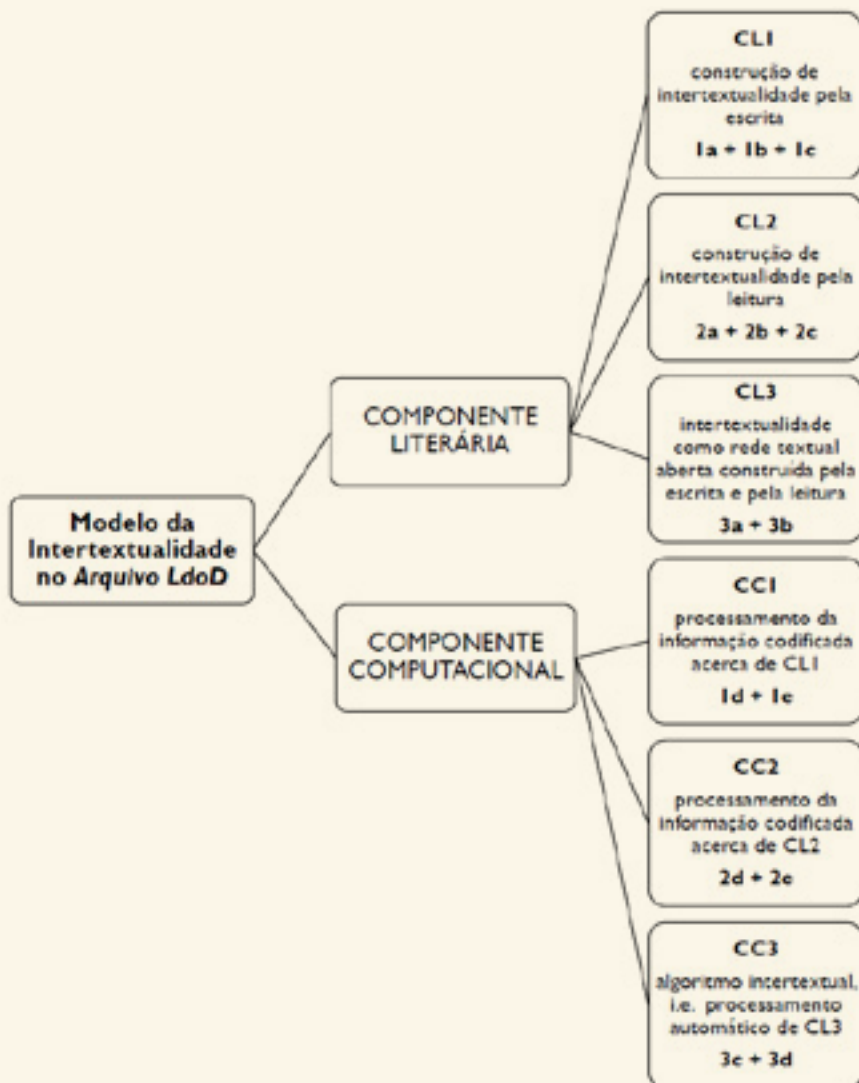 CL1
construção de
intertextualidade pela
escrita
1a + 1b + 1c
CL2
construção de
intertextualidade pela
leitura
2a + 2b + 2c
CL3
intertextualidade
como rede textual
aberta construída pela
escrita e pela leitura
3a + 3b
COMPONENTE
LITERÁRIA
Modelo da
Intertextualidade
no Arquivo LdoD
COMPONENTE
COMPUTACIONAL
CC1
processamento da
informação codificada
acerca de CL1
1d + 1e
CC2
processamento da
informação codificada
acerca de CL2
2d + 2e
CC3
algoritmo intertextual,
i.e. processamento
automático de CL3
3c + 3d